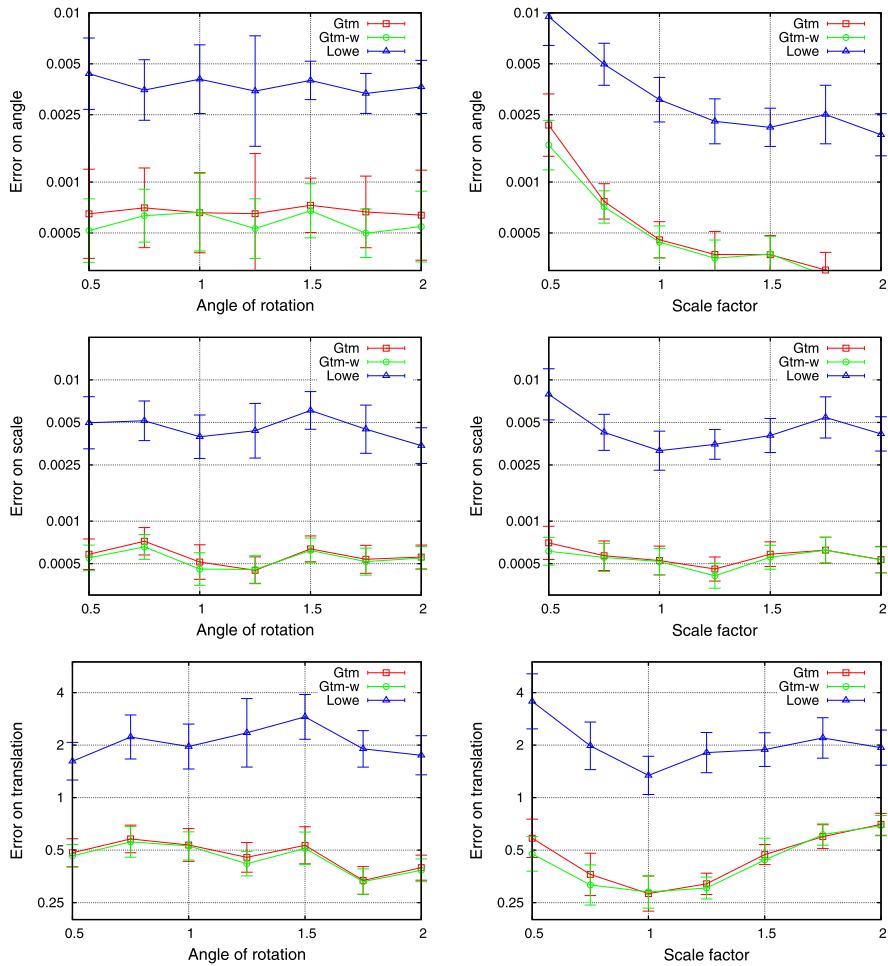 0.01
0.005
0.0025
0.001
0.0005
0.5
1
1.5
2
Error on angle
Angle of rotation
Gtm
Gtm-w
Lowe
0.01
0.005
0.0025
0.001
0.0005
0.5
1
1.5
2
Error on angle
Scale factor
Gtm
Gtm-w
Lowe
0.01
0.005
0.0025
0.001
0.0005
0.5
1
1.5
2
Error on scale
Angle of rotation
Gtm
Gtm-w
Lowe
0.01
0.005
0.0025
0.001
0.0005
0.5
1
1.5
2
Error on scale
Scale factor
Gtm
Gtm-w
Lowe
4
2
1
0.5
0.25
0.5
1
1.5
2
Error on translation
Angle of rotation
Gtm
Gtm-w
Lowe
4
2
1
0.5
0.25
0.5
1
1.5
2
Error on translation
Scale factor
Gtm
Gtm-w
Lowe